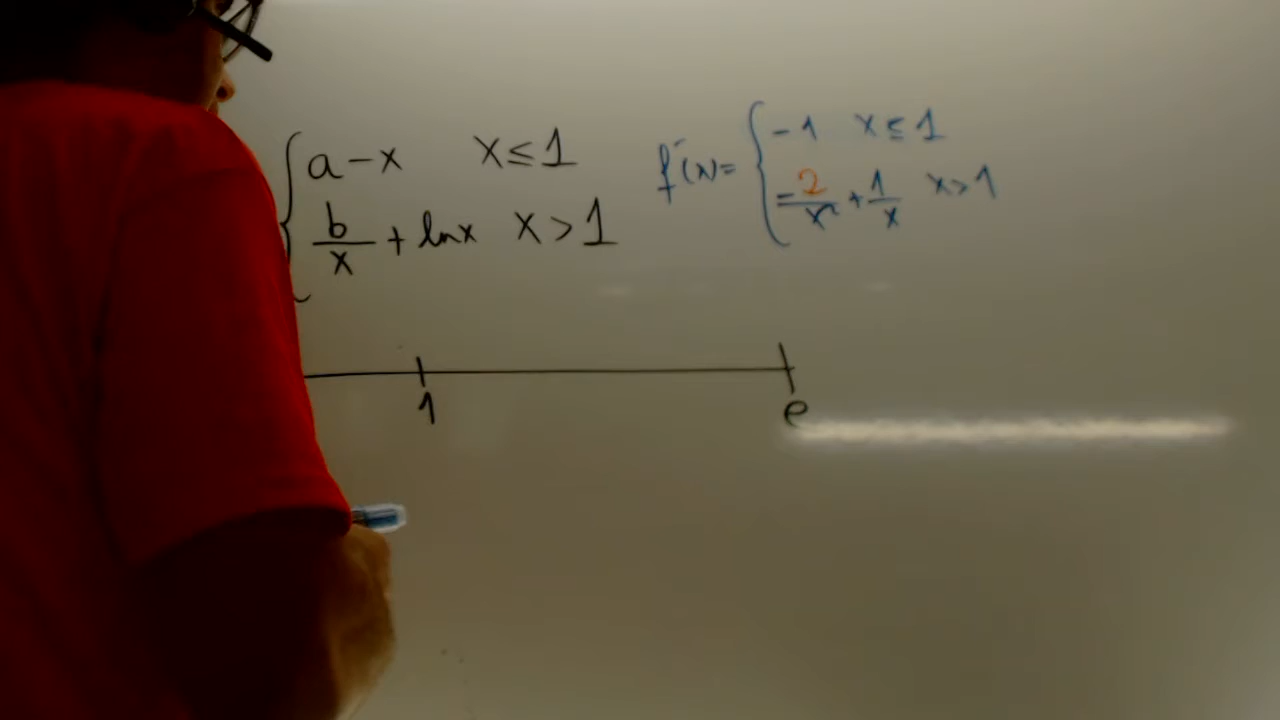 a - x   x ≤ 1
b/x + ln x   x > 1
f'(x) = { -1   x ≤ 1
-2/x² + 1/x   x > 1
1   e